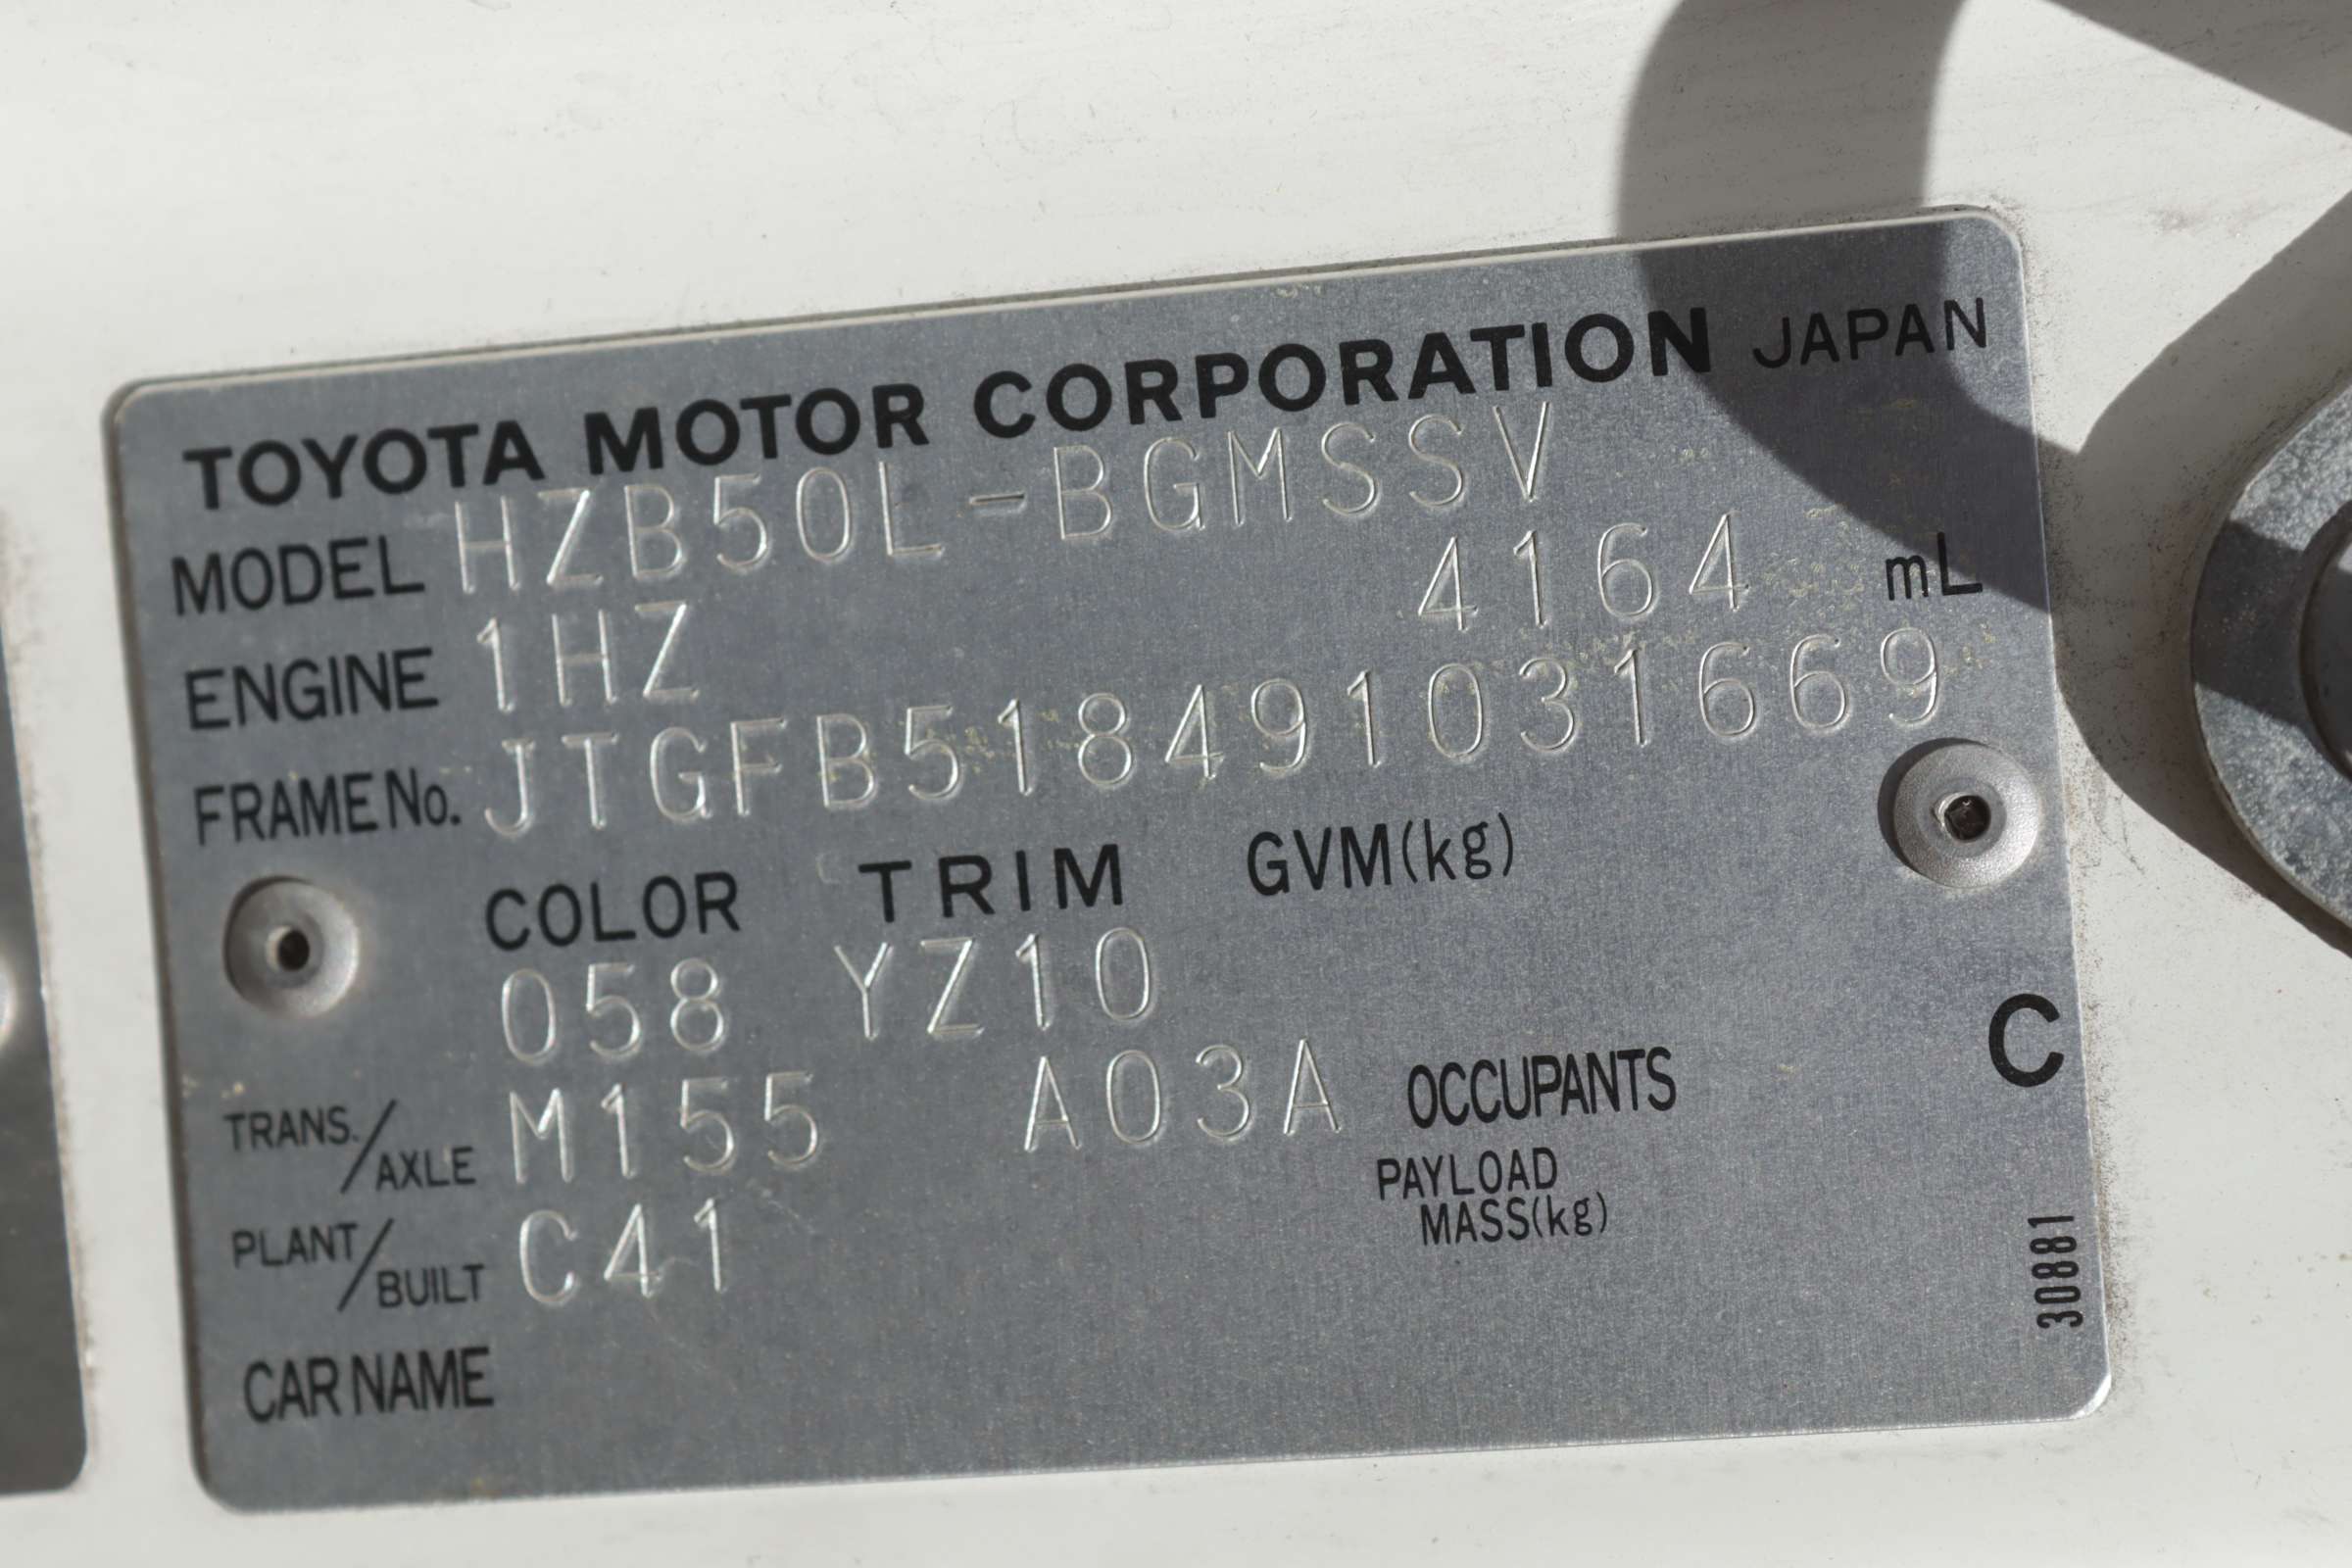 TOYOTA MOTOR CORPORATION JAPAN
MODEL HZB50L-BGMSSV
ENGINE 1HZ 4164 mL
FRAME No. JTGFB518491031669
COLOR TRIM GVM(kg)
058 YZ10
C
TRANS./AXLE M155 A03A OCCUPANTS
PAYLOAD
MASS(kg)
PLANT/BUILT C41
CAR NAME
30881